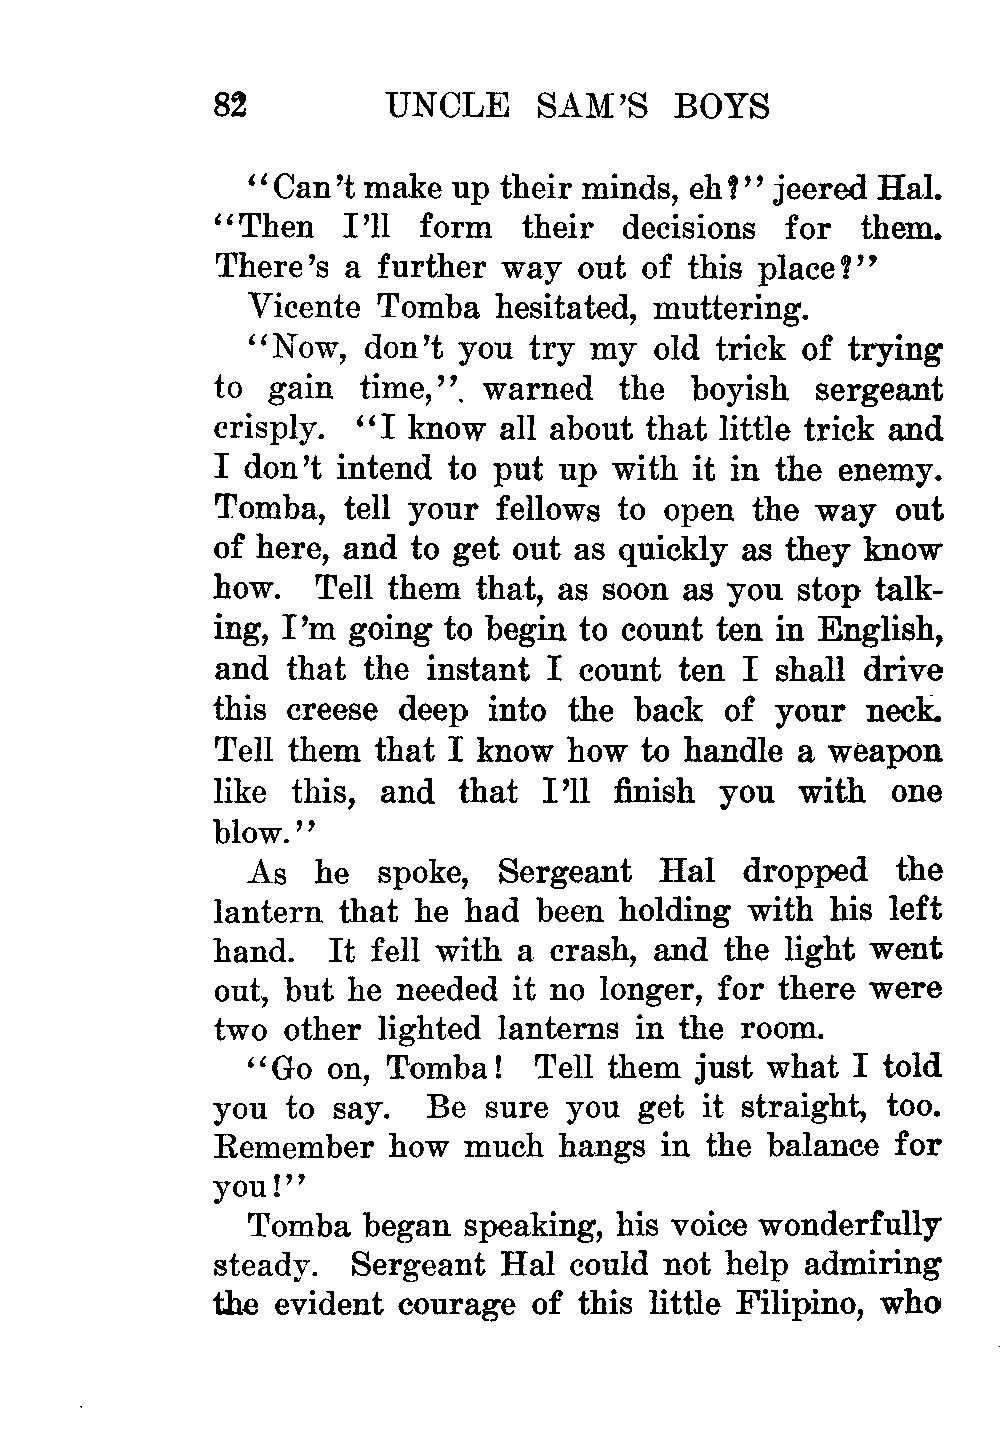 82 UNCLE SAM'S BOYS
"Can't make up their minds, eh?" jeered Hal.
"Then I'll form their decisions for them.
There's a further way out of this place?"
Vicente Tomba hesitated, muttering.
"Now, don't you try my old trick of trying
to gain time," warned the boyish sergeant
crisply. "I know all about that little trick and
I don't intend to put up with it in the enemy.
Tomba, tell your fellows to open the way out
of here, and to get out as quickly as they know
how. Tell them that, as soon as you stop talk-
ing, I'm going to begin to count ten in English,
and that the instant I count ten I shall drive
this creese deep into the back of your neck.
Tell them that I know how to handle a weapon
like this, and that I'll finish you with one
blow."
As he spoke, Sergeant Hal dropped the
lantern that he had been holding with his left
hand. It fell with a crash, and the light went
out, but he needed it no longer, for there were
two other lighted lanterns in the room.
"Go on, Tomba! Tell them just what I told
you to say. Be sure you get it straight, too.
Remember how much hangs in the balance for
you!"
Tomba began speaking, his voice wonderfully
steady. Sergeant Hal could not help admiring
the evident courage of this little Filipino, who